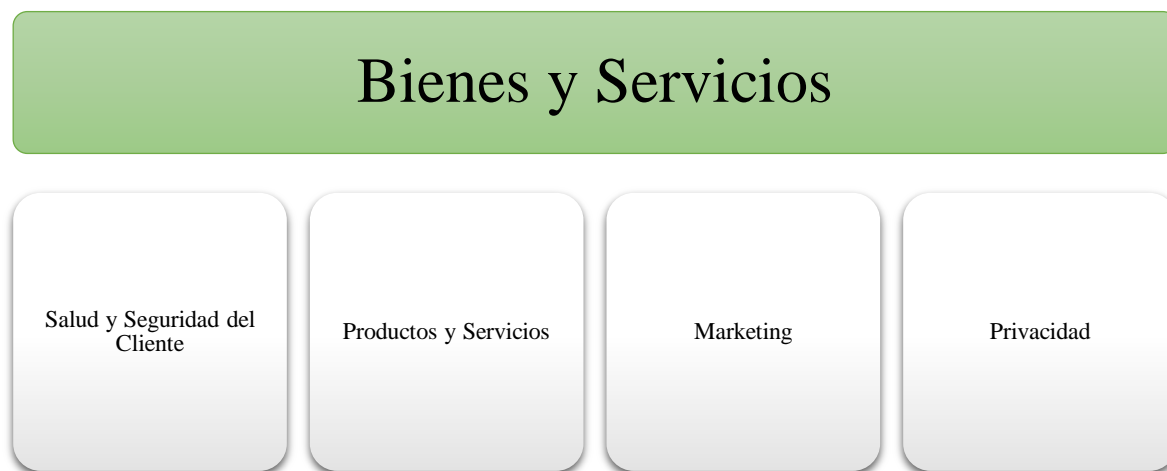 Bienes y Servicios
Salud y Seguridad del
Cliente
Productos y Servicios
Marketing
Privacidad